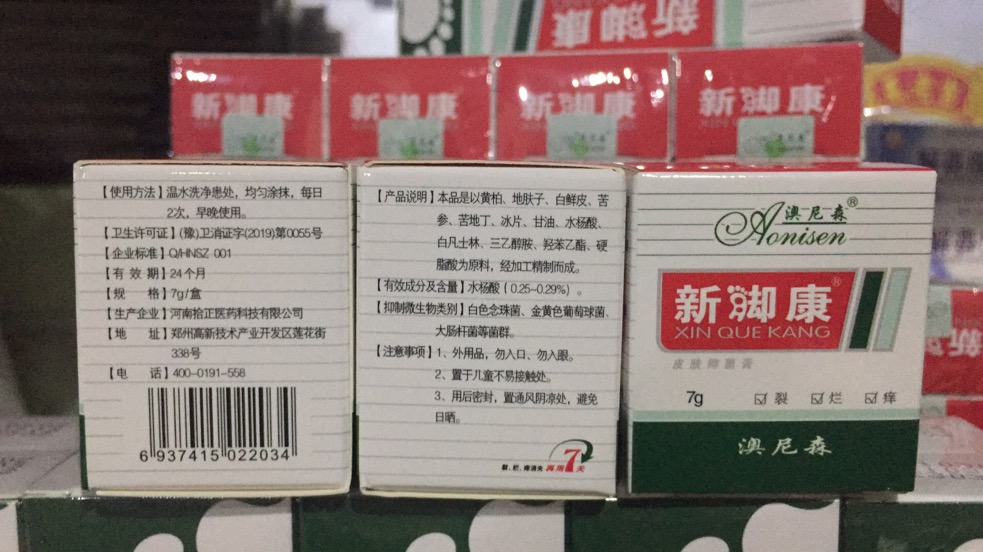 新脚康
新脚康
新脚康
新脚康
新脚康
【使用方法】温水洗净患处，均匀涂抹，每日
2次，早晚使用。
【卫生许可证】(豫)卫消证字(2019)第0055号
【企业标准】Q/HNSZ 001
【有 效 期】24个月
【规 格】7g/盒
【生产企业】河南拾正医药科技有限公司
【地 址】郑州高新技术产业开发区莲花街
338号
【电 话】400-0191-558
6 937415 022034
【产品说明】本品是以黄柏、地肤子、白鲜皮、苦
参、苦地丁、冰片、甘油、水杨酸、
白凡士林、三乙醇胺、羟苯乙酯、硬
脂酸为原料，经加工精制而成。
【有效成分及含量】水杨酸（0.25-0.29%）。
【抑制微生物类别】白色念珠菌、金黄色葡萄球菌、
大肠杆菌等菌群。
【注意事项】1、外用品，勿入口、勿入眼。
2、置于儿童不易接触处。
3、用后密封，置通风阴凉处，避免
日晒。
裂、烂、痒消失 再用7天
澳尼森®
Aonisen
新脚康®
XIN QUE KANG
皮肤抑菌膏
7g ☑裂 ☑烂 ☑痒
澳尼森